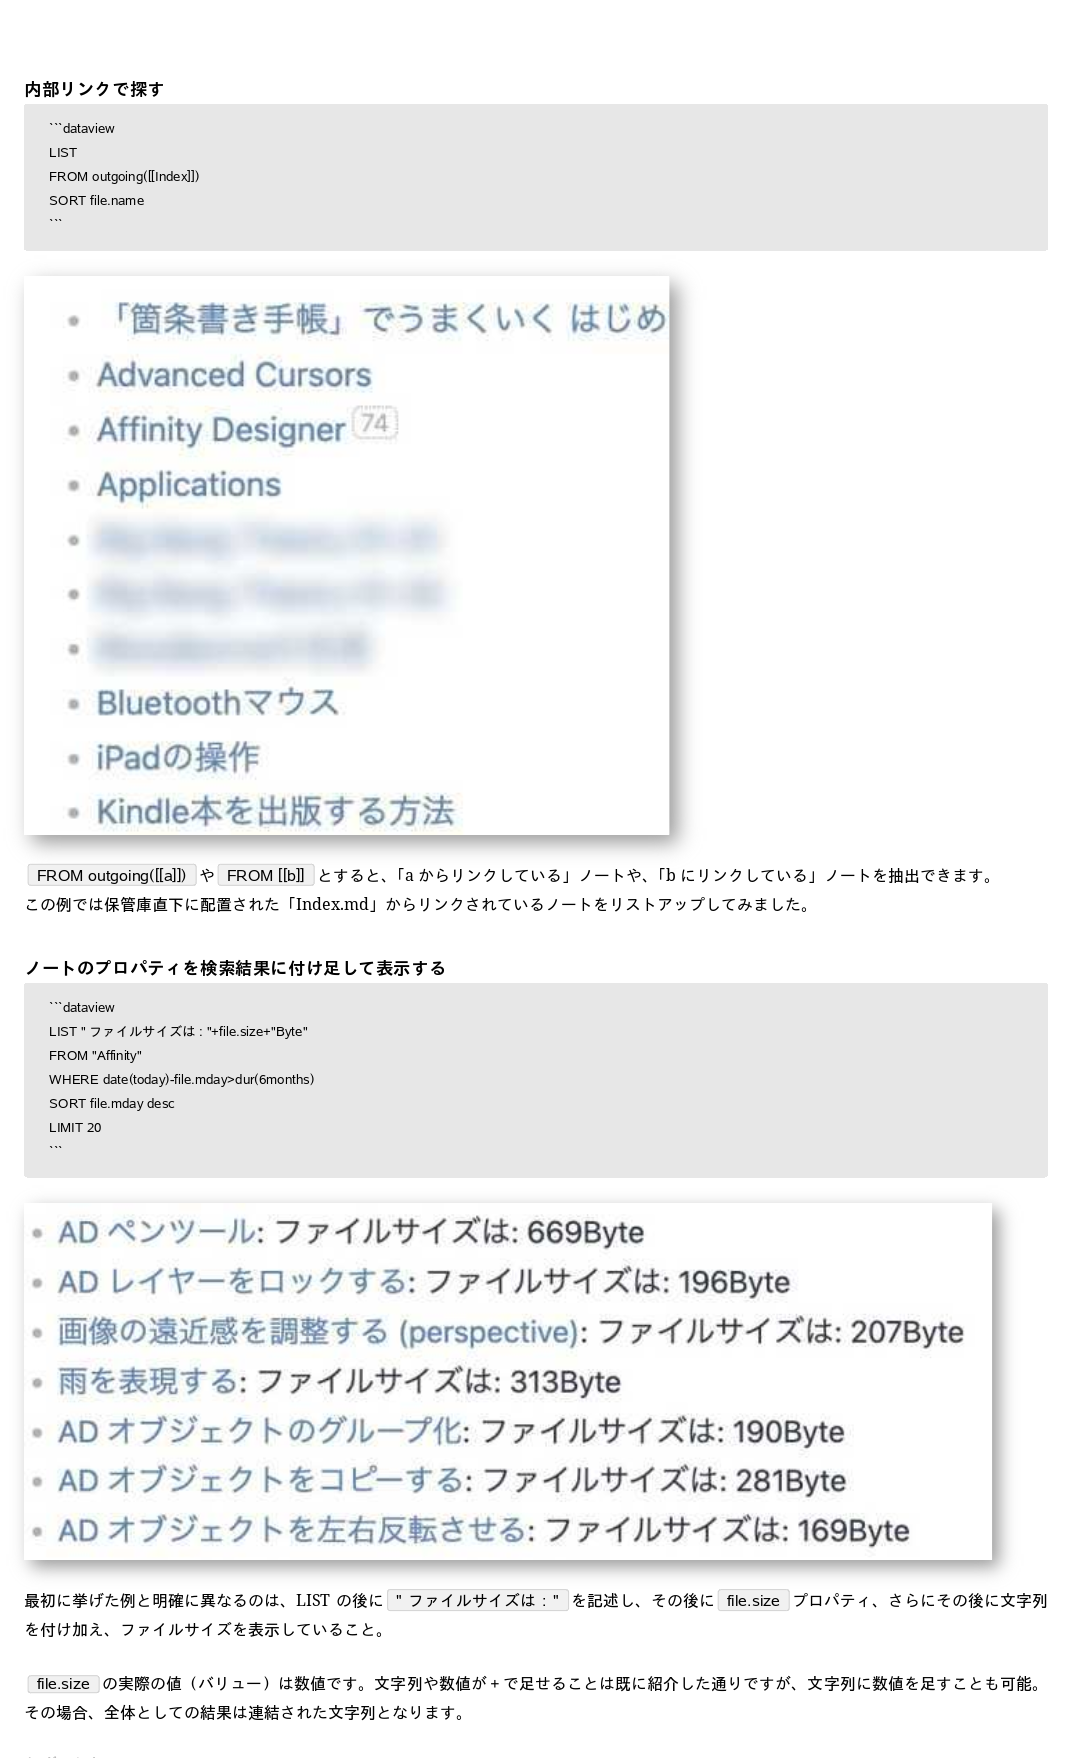 内部リンクで探す
```dataview
LIST
FROM outgoing([[Index]])
SORT file.name
```
「箇条書き手帳」でうまくいく はじめ
Advanced Cursors
Affinity Designer 74
Applications
Bluetoothマウス
iPadの操作
Kindle本を出版する方法
FROM outgoing([[a]]) や FROM [[b]] とすると、「a からリンクしている」ノートや、「b にリンクしている」ノートを抽出できます。
この例では保管庫直下に配置された「Index.md」からリンクされているノートをリストアップしてみました。
ノートのプロパティを検索結果に付け足して表示する
```dataview
LIST " ファイルサイズは : "+file.size+"Byte"
FROM "Affinity"
WHERE date(today)-file.mday>dur(6months)
SORT file.mday desc
LIMIT 20
```
AD ペンツール: ファイルサイズは: 669Byte
AD レイヤーをロックする: ファイルサイズは: 196Byte
画像の遠近感を調整する (perspective): ファイルサイズは: 207Byte
雨を表現する: ファイルサイズは: 313Byte
AD オブジェクトのグループ化: ファイルサイズは: 190Byte
AD オブジェクトをコピーする: ファイルサイズは: 281Byte
AD オブジェクトを左右反転させる: ファイルサイズは: 169Byte
最初に挙げた例と明確に異なるのは、LIST の後に " ファイルサイズは : " を記述し、その後に file.size プロパティ、さらにその後に文字列
を付け加え、ファイルサイズを表示していること。
file.size の実際の値（バリュー）は数値です。文字列や数値が + で足せることは既に紹介した通りですが、文字列に数値を足すことも可能。
その場合、全体としての結果は連結された文字列となります。